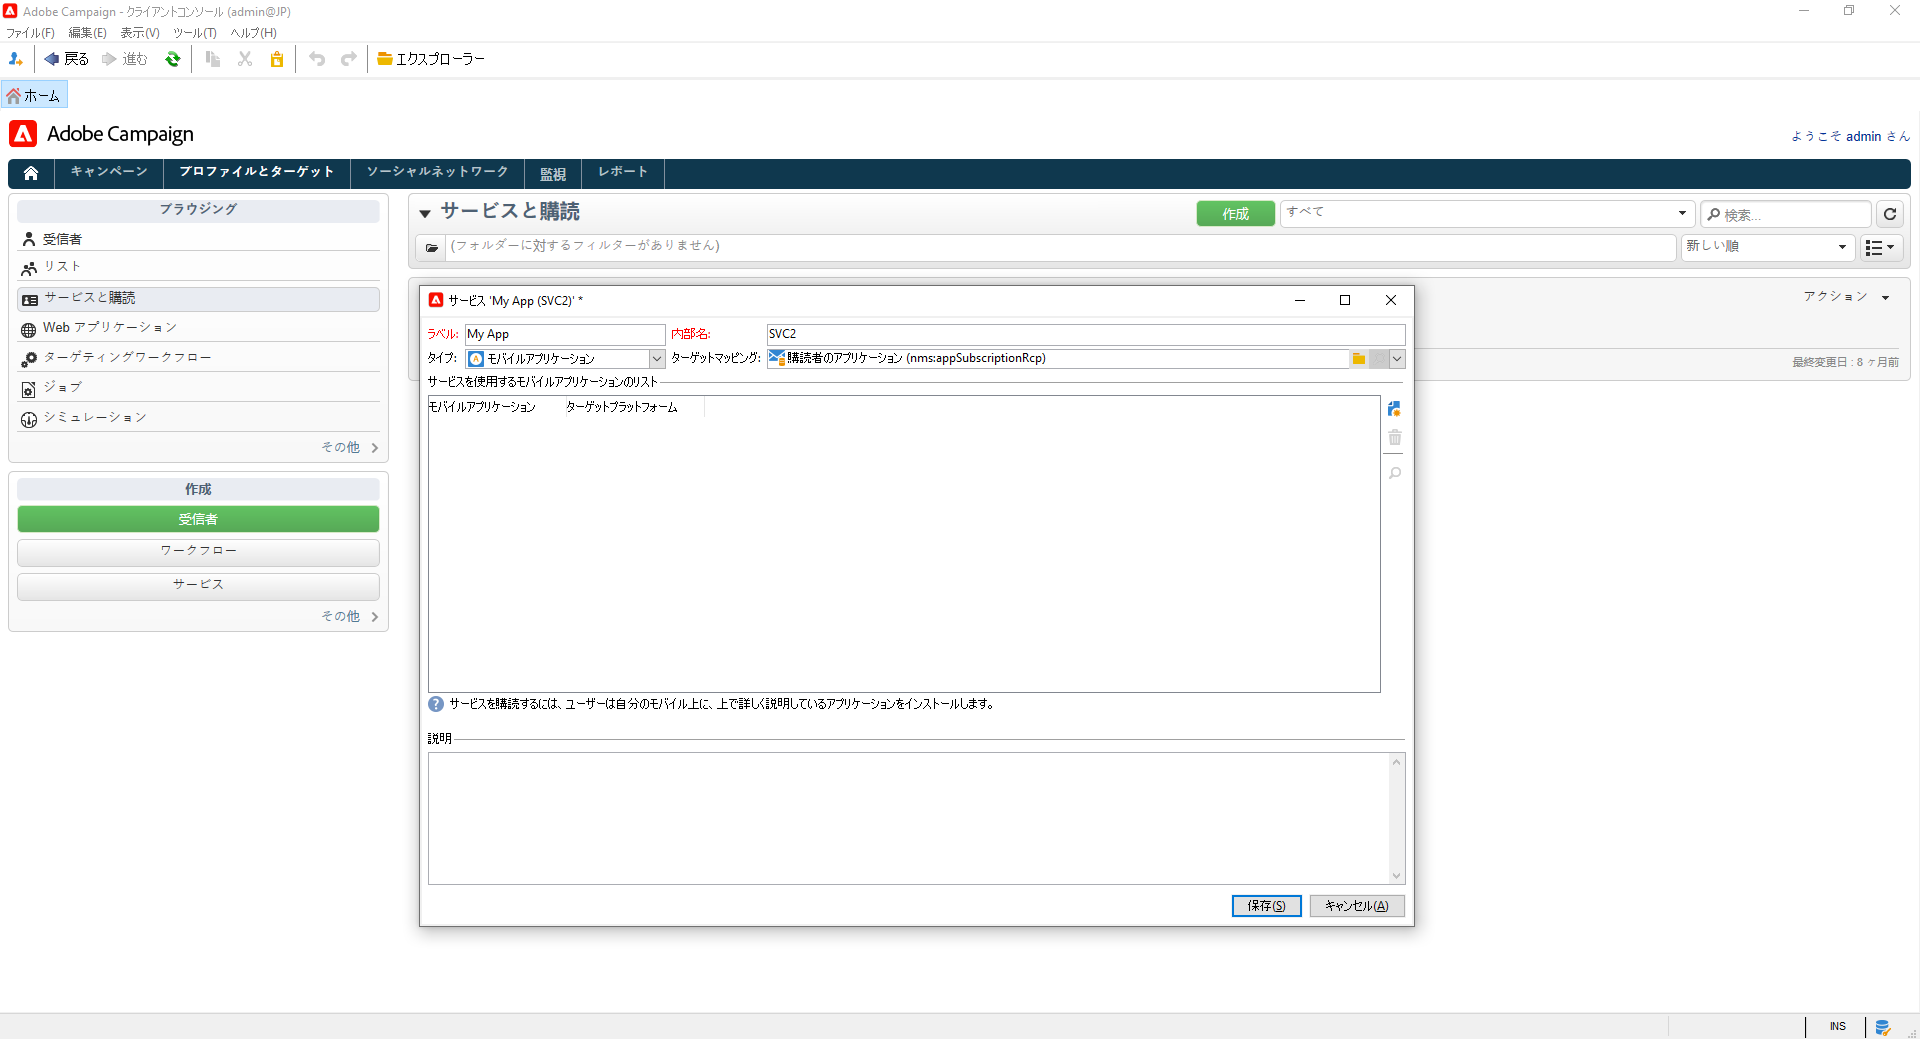 Adobe Campaign - クライアントコンソール (admin@JP)
ファイル(F) 編集(E) 表示(V) ツール(T) ヘルプ(H)
戻る 進む エクスプローラー
ホーム
Adobe Campaign
ようこそ admin さん
キャンペーン プロファイルとターゲット ソーシャルネットワーク 監視 レポート
ブラウジング
受信者
リスト
サービスと購読
Web アプリケーション
ターゲティングワークフロー
ジョブ
シミュレーション
その他
作成
受信者
ワークフロー
サービス
その他
サービスと購読
作成
すべて
検索...
(フォルダーに対するフィルターがありません)
新しい順
アクション
最終変更日 : 8 ヶ月前
サービス 'My App (SVC2)' *
ラベル: My App 内部名: SVC2
タイプ: モバイルアプリケーション ターゲットマッピング: 購読者のアプリケーション (nms:appSubscriptionRcp)
サービスを使用するモバイルアプリケーションのリスト
モバイルアプリケーション ターゲットプラットフォーム
サービスを購読するには、ユーザーは自分のモバイル上に、上で詳しく説明しているアプリケーションをインストールします。
説明
保存(S) キャンセル(A)
INS